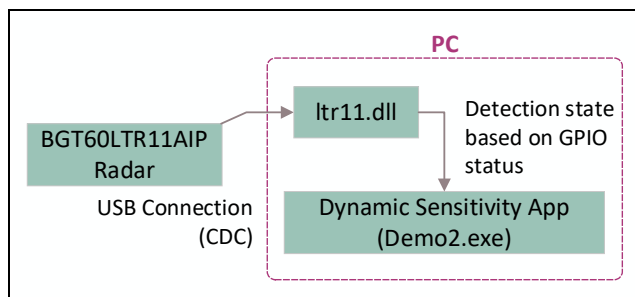 PC
ltr11.dll
Detection state
based on GPIO
status
BGT60LTR11AIP
Radar
USB Connection
(CDC)
Dynamic Sensitivity App
(Demo2.exe)